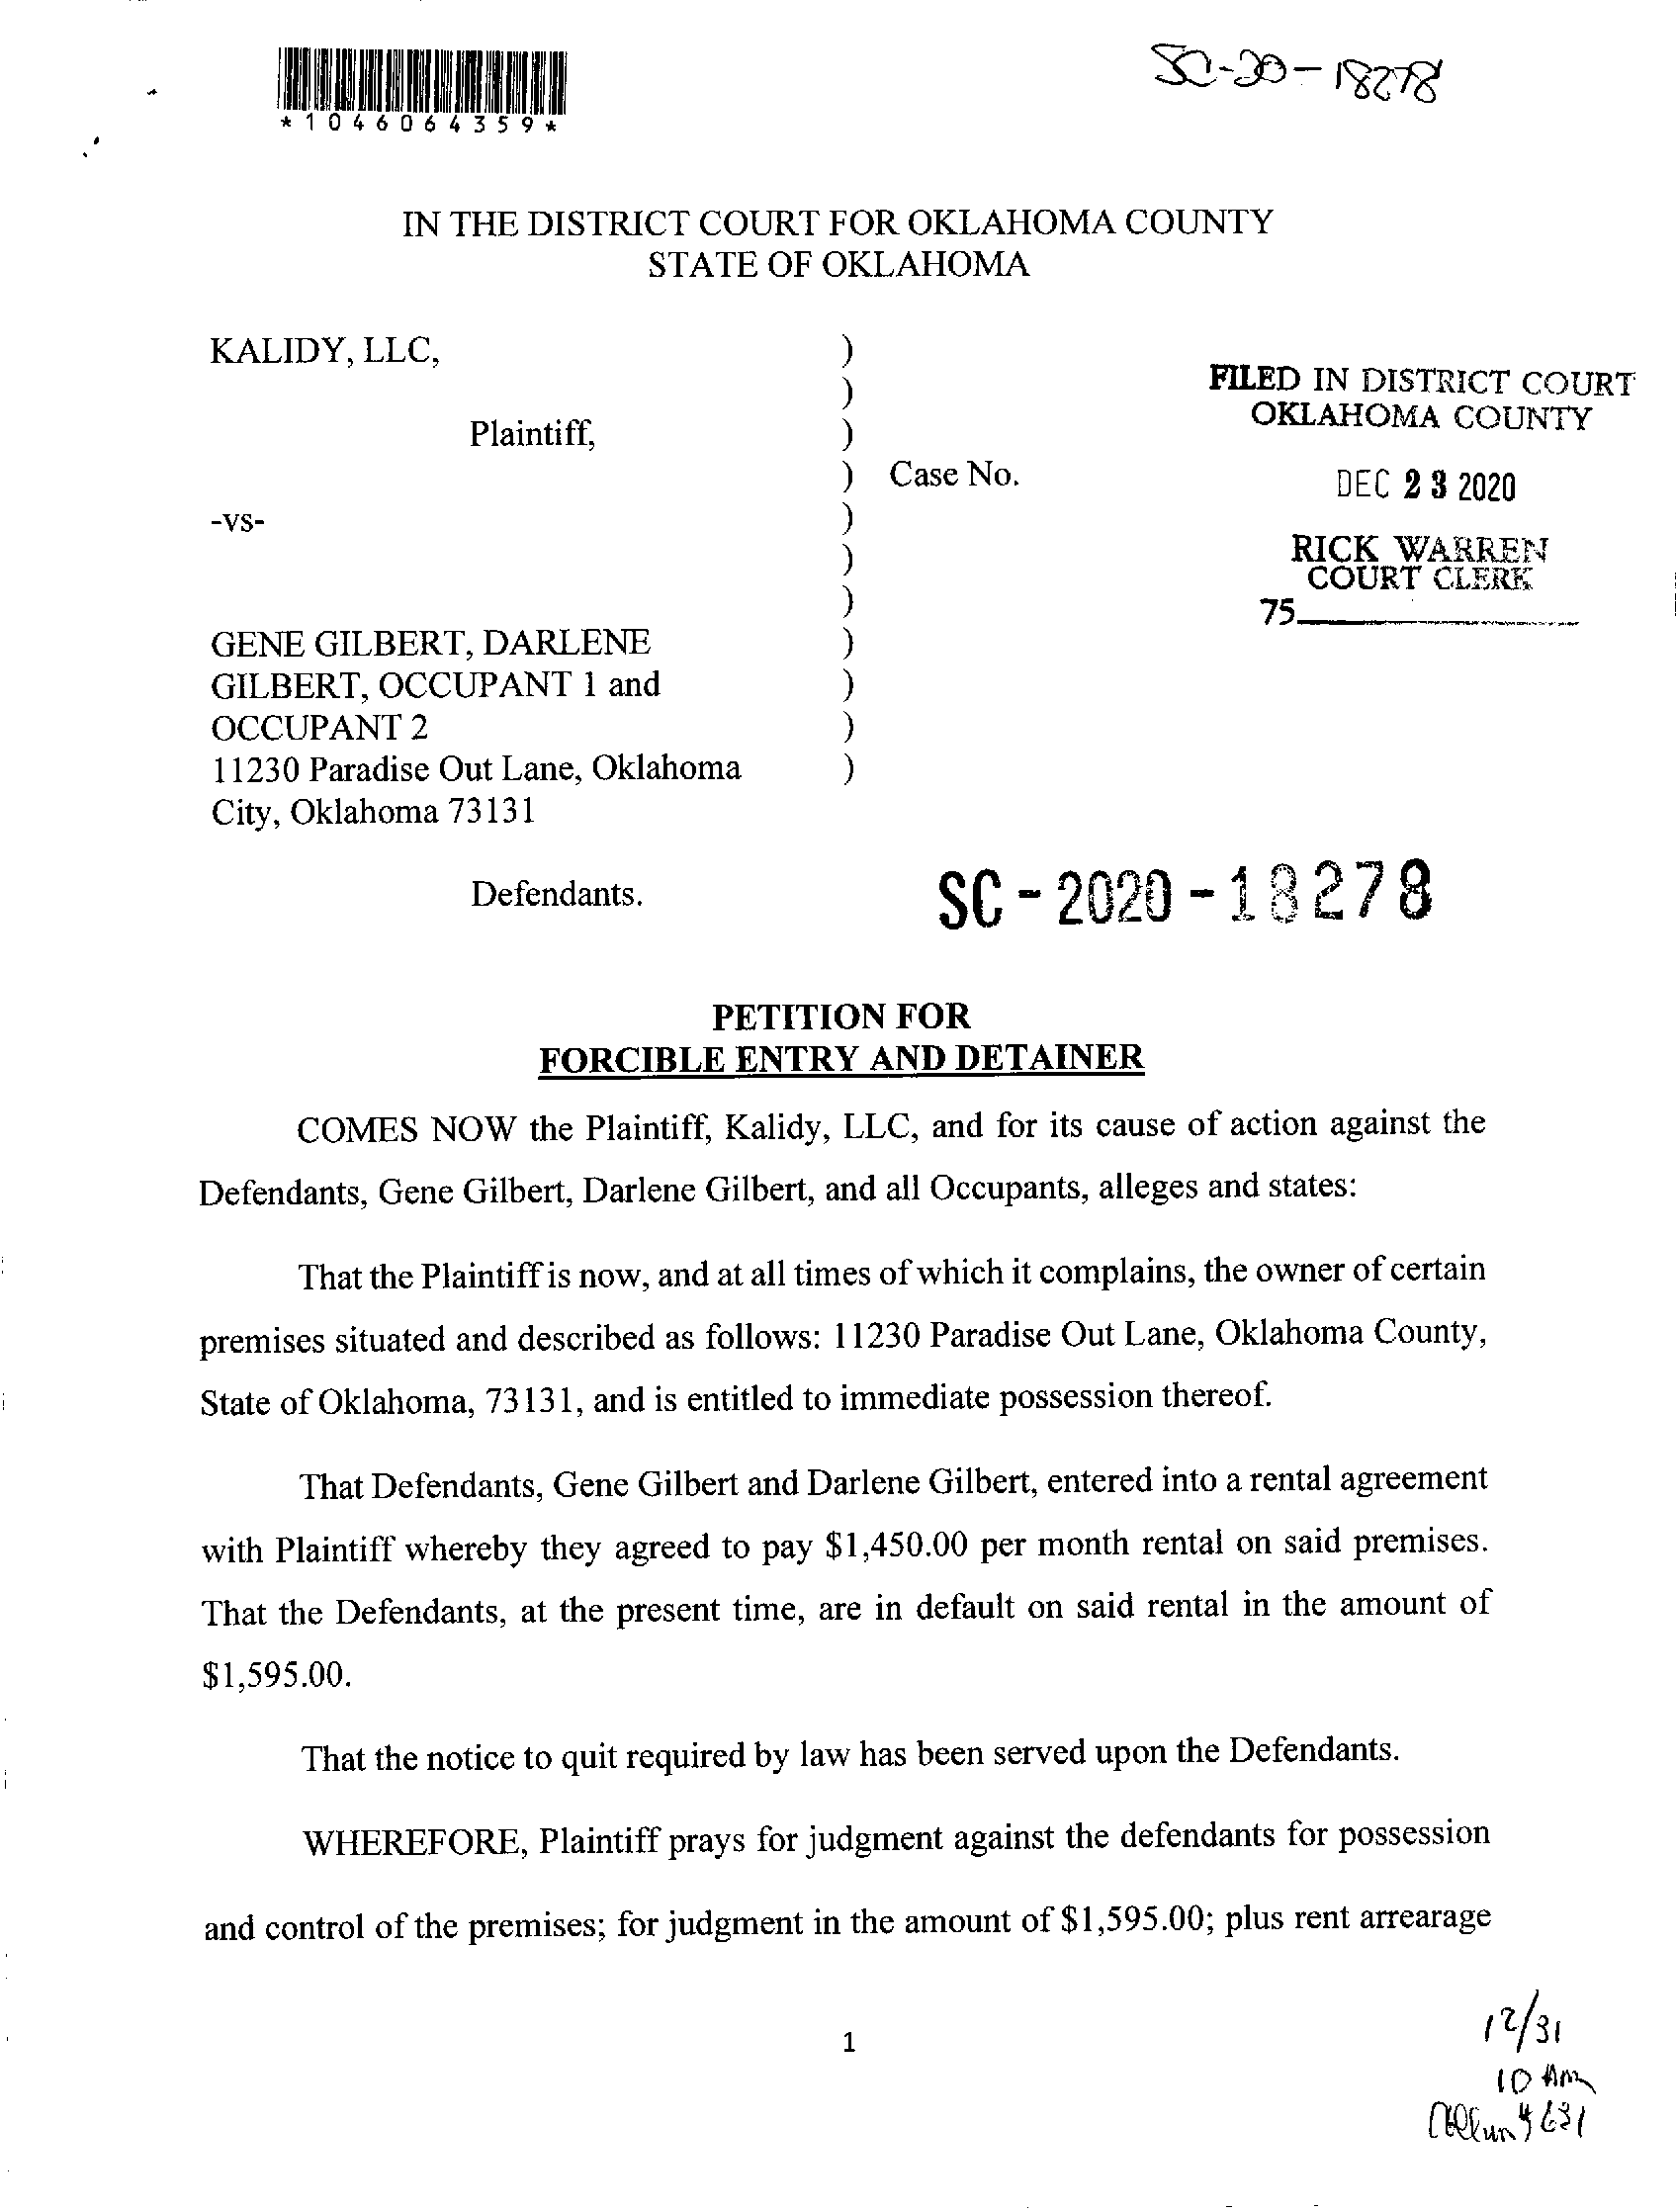 *1046064359*
SC-20-18278
IN THE DISTRICT COURT FOR OKLAHOMA COUNTY
STATE OF OKLAHOMA
KALIDY, LLC, )
)
Plaintiff, )
) Case No.
-vs- )
)
)
GENE GILBERT, DARLENE )
GILBERT, OCCUPANT 1 and )
OCCUPANT 2 )
11230 Paradise Out Lane, Oklahoma )
City, Oklahoma 73131
Defendants.
FILED IN DISTRICT COURT
OKLAHOMA COUNTY
DEC 23 2020
RICK WARREN
COURT CLERK
75
SC-2020-18278
PETITION FOR
FORCIBLE ENTRY AND DETAINER
COMES NOW the Plaintiff, Kalidy, LLC, and for its cause of action against the
Defendants, Gene Gilbert, Darlene Gilbert, and all Occupants, alleges and states:
That the Plaintiff is now, and at all times of which it complains, the owner of certain
premises situated and described as follows: 11230 Paradise Out Lane, Oklahoma County,
State of Oklahoma, 73131, and is entitled to immediate possession thereof.
That Defendants, Gene Gilbert and Darlene Gilbert, entered into a rental agreement
with Plaintiff whereby they agreed to pay $1,450.00 per month rental on said premises.
That the Defendants, at the present time, are in default on said rental in the amount of
$1,595.00.
That the notice to quit required by law has been served upon the Defendants.
WHEREFORE, Plaintiff prays for judgment against the defendants for possession
and control of the premises; for judgment in the amount of $1,595.00; plus rent arrearage
1
12/31
10 Am